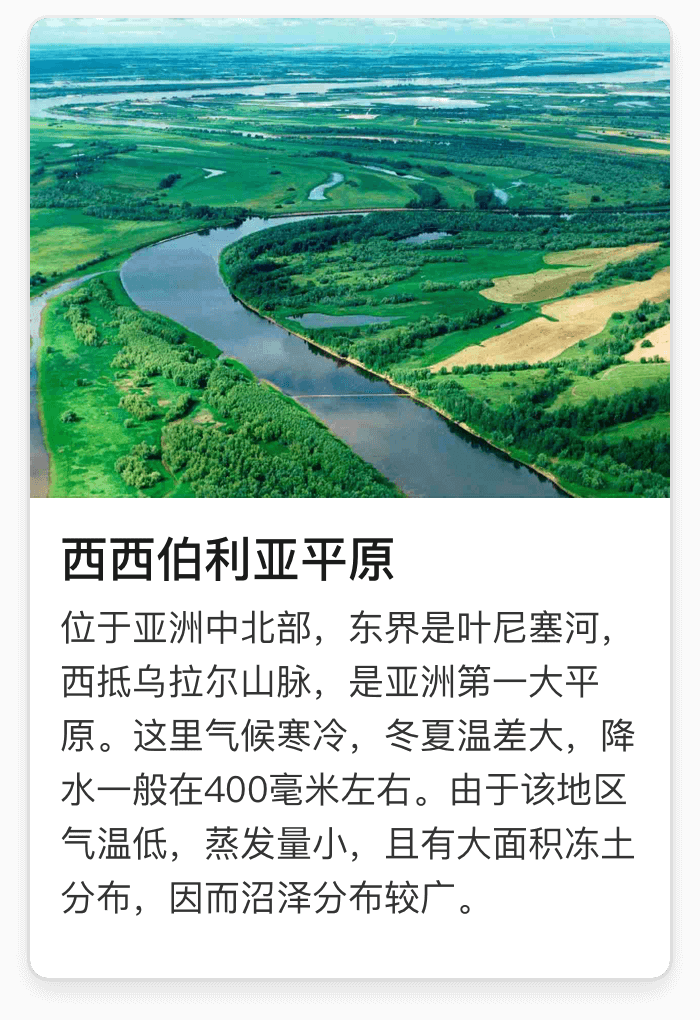 西西伯利亚平原
位于亚洲中北部，东界是叶尼塞河，
西抵乌拉尔山脉，是亚洲第一大平
原。这里气候寒冷，冬夏温差大，降
水一般在400毫米左右。由于该地区
气温低，蒸发量小，且有大面积冻土
分布，因而沼泽分布较广。